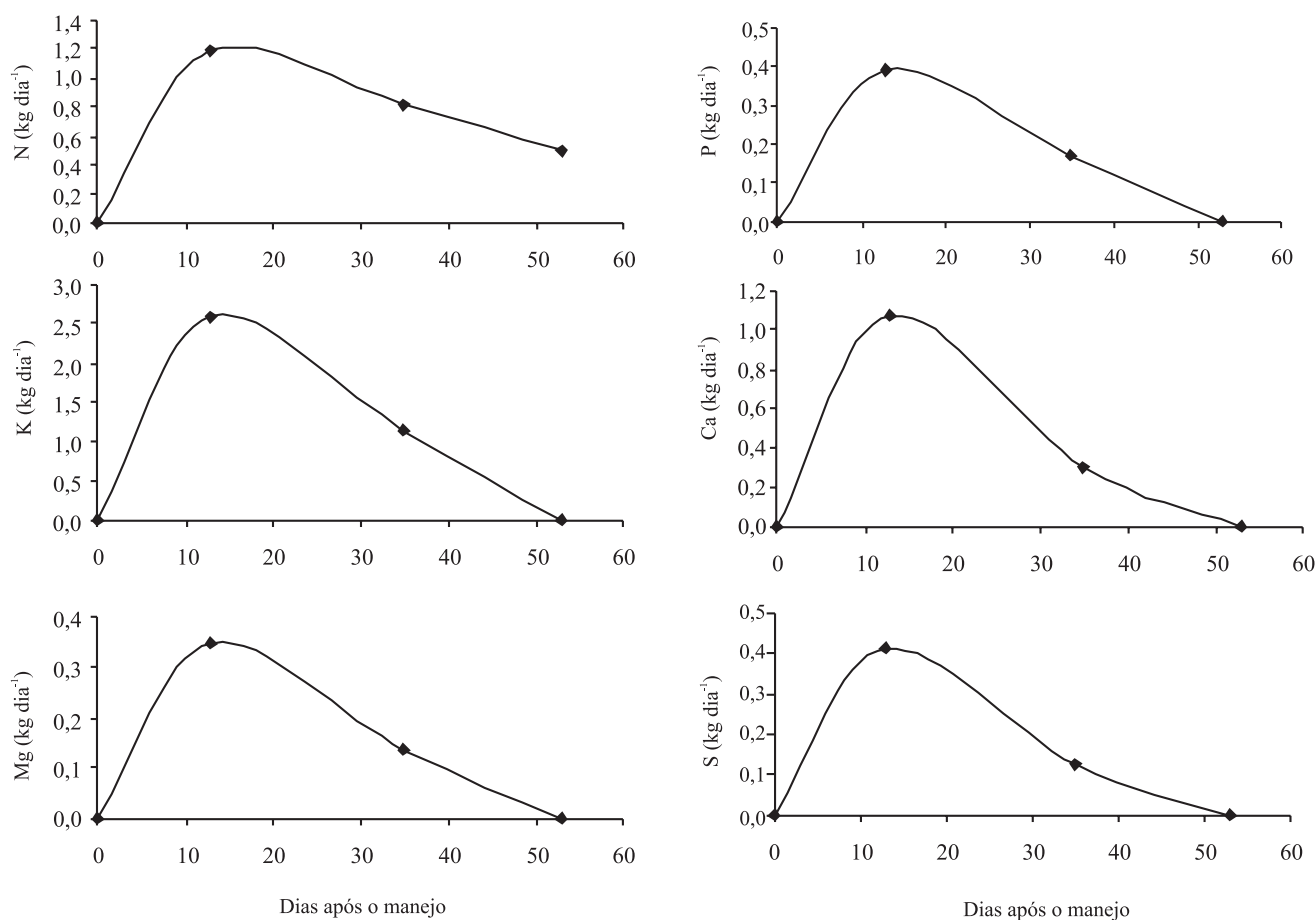 N (kg dia⁻¹)
1,4
1,2
1,0
0,8
0,6
0,4
0,2
0,0
0 10 20 30 40 50 60
P (kg dia⁻¹)
0,5
0,4
0,3
0,2
0,1
0,0
0 10 20 30 40 50 60
K (kg dia⁻¹)
3,0
2,5
2,0
1,5
1,0
0,5
0,0
0 10 20 30 40 50 60
Ca (kg dia⁻¹)
1,2
1,0
0,8
0,6
0,4
0,2
0,0
0 10 20 30 40 50 60
Mg (kg dia⁻¹)
0,4
0,3
0,2
0,1
0,0
0 10 20 30 40 50 60
Dias após o manejo
S (kg dia⁻¹)
0,5
0,4
0,3
0,2
0,1
0,0
0 10 20 30 40 50 60
Dias após o manejo